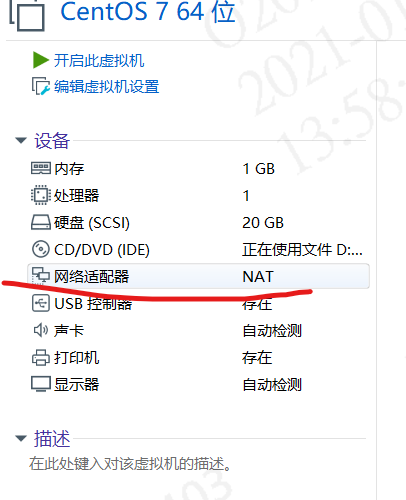 CentOS 7 64 位
开启此虚拟机
编辑虚拟机设置
设备
内存 1 GB
处理器 1
硬盘 (SCSI) 20 GB
CD/DVD (IDE) 正在使用文件 D:...
网络适配器 NAT
USB 控制器 存在
声卡 自动检测
打印机 存在
显示器 自动检测
描述
在此处键入对该虚拟机的描述。